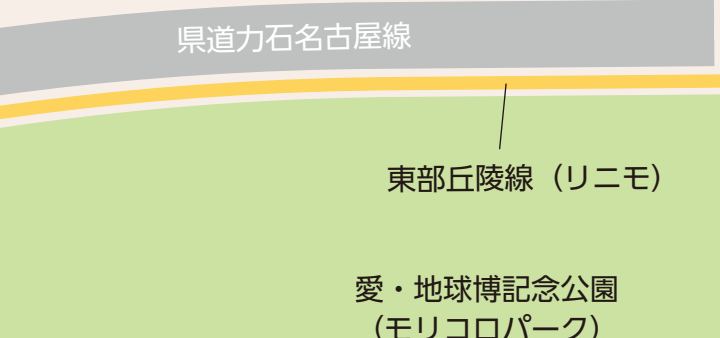 県道力石名古屋線
東部丘陵線（リニモ）
愛・地球博記念公園
（モリコロパーク）